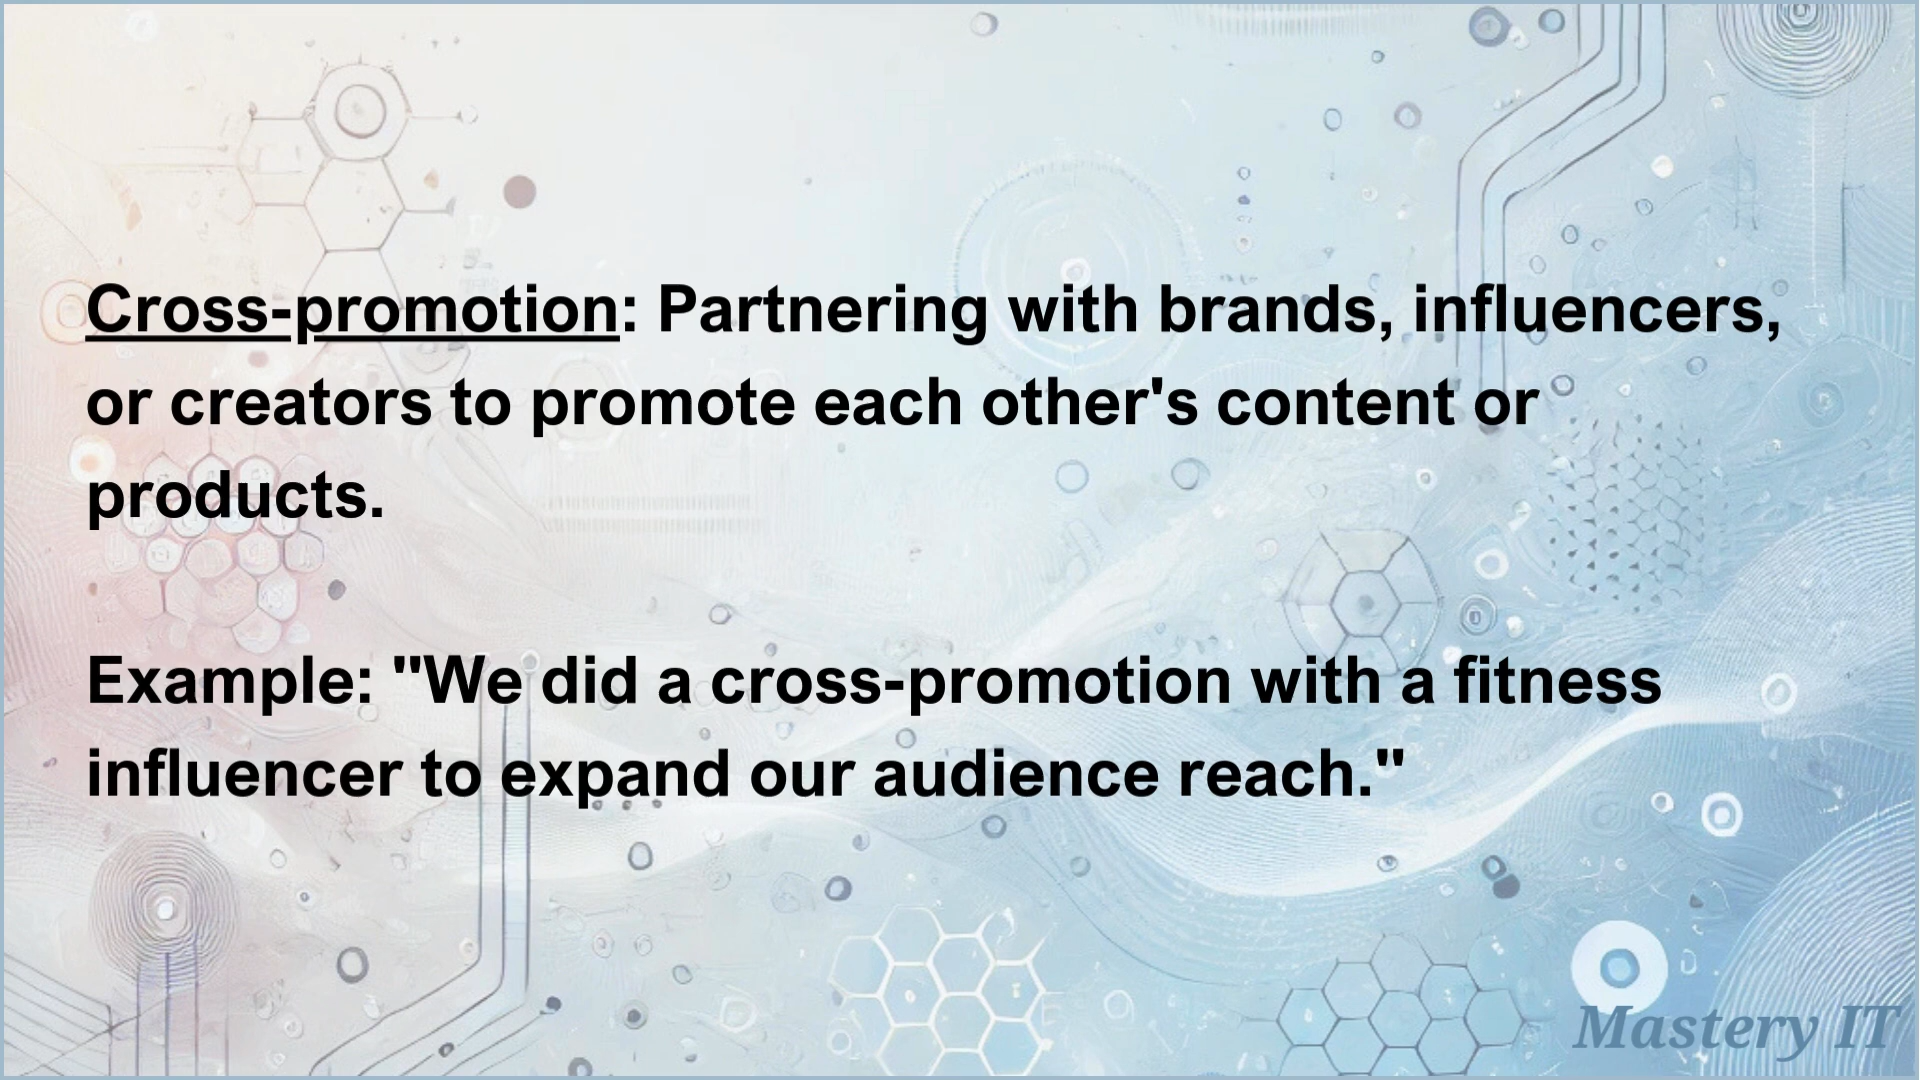 Cross-promotion: Partnering with brands, influencers,
or creators to promote each other's content or
products.
Example: "We did a cross-promotion with a fitness
influencer to expand our audience reach."
Mastery IT